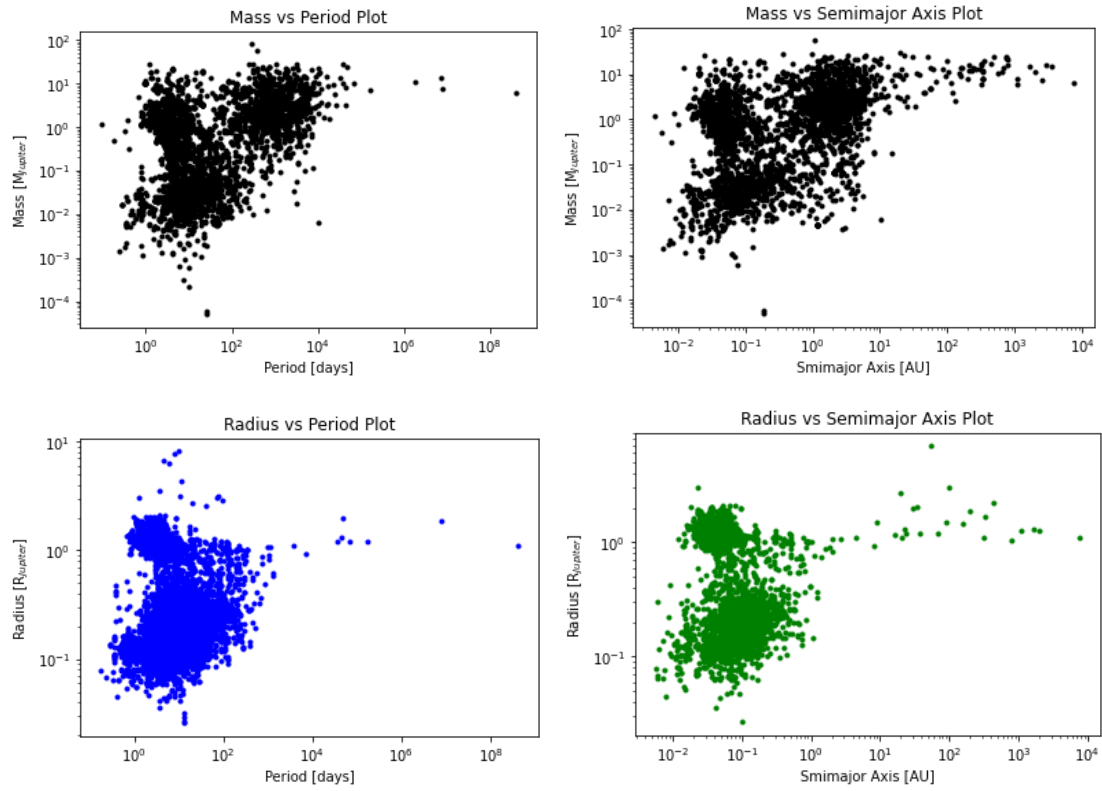 Mass vs Period Plot
10²
10¹
10⁰
10⁻¹
10⁻²
10⁻³
10⁻⁴
Mass [M_Jupiter]
10⁰ 10² 10⁴ 10⁶ 10⁸
Period [days]
Mass vs Semimajor Axis Plot
10²
10¹
10⁰
10⁻¹
10⁻²
10⁻³
10⁻⁴
Mass [M_Jupiter]
10⁻² 10⁻¹ 10⁰ 10¹ 10² 10³ 10⁴
Smimajor Axis [AU]
Radius vs Period Plot
10¹
10⁰
10⁻¹
Radius [R_Jupiter]
10⁰ 10² 10⁴ 10⁶ 10⁸
Period [days]
Radius vs Semimajor Axis Plot
10⁰
10⁻¹
Radius [R_Jupiter]
10⁻² 10⁻¹ 10⁰ 10¹ 10² 10³ 10⁴
Smimajor Axis [AU]